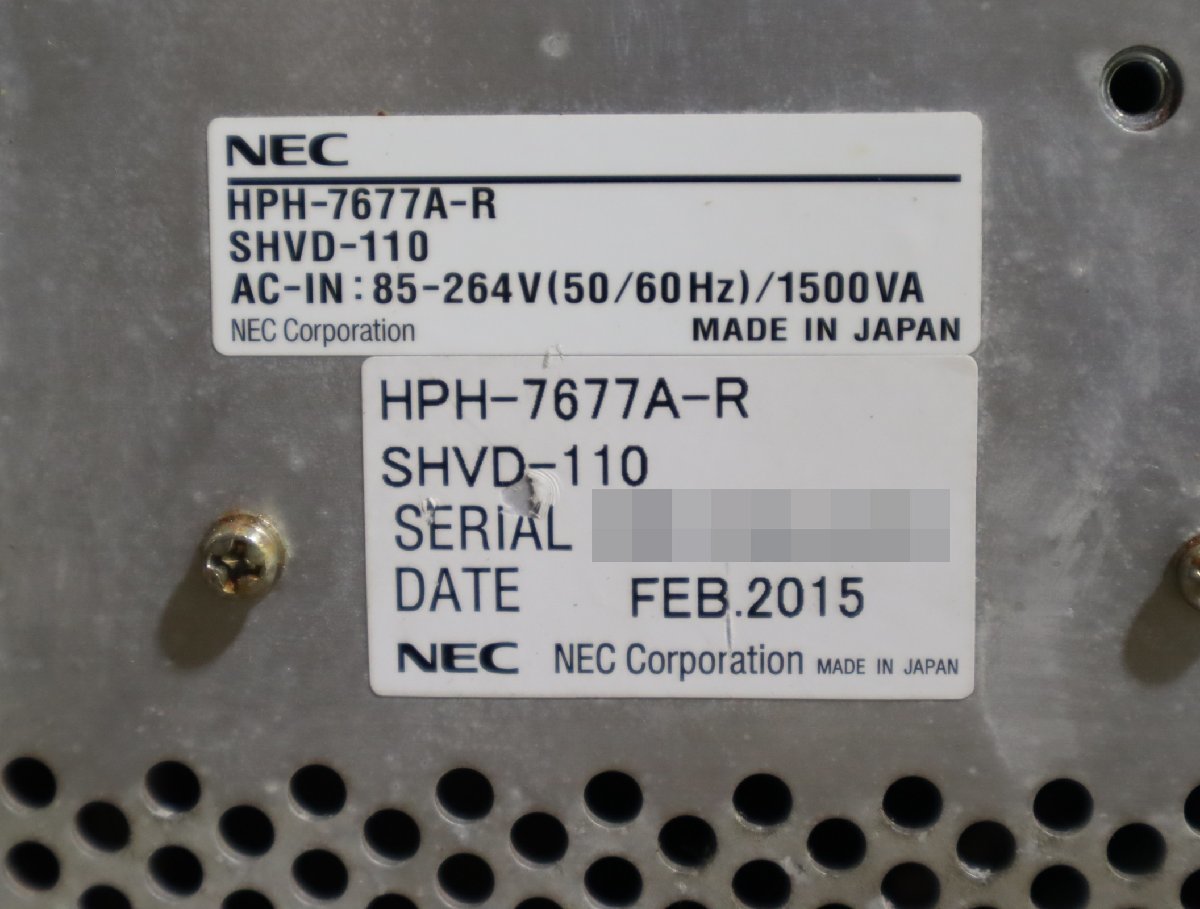 NEC
HPH-7677A-R
SHVD-110
AC-IN:85-264V(50/60Hz)/1500VA
NEC Corporation MADE IN JAPAN
HPH-7677A-R
SHVD-110
SERIAL
DATE FEB.2015
NEC NEC Corporation MADE IN JAPAN